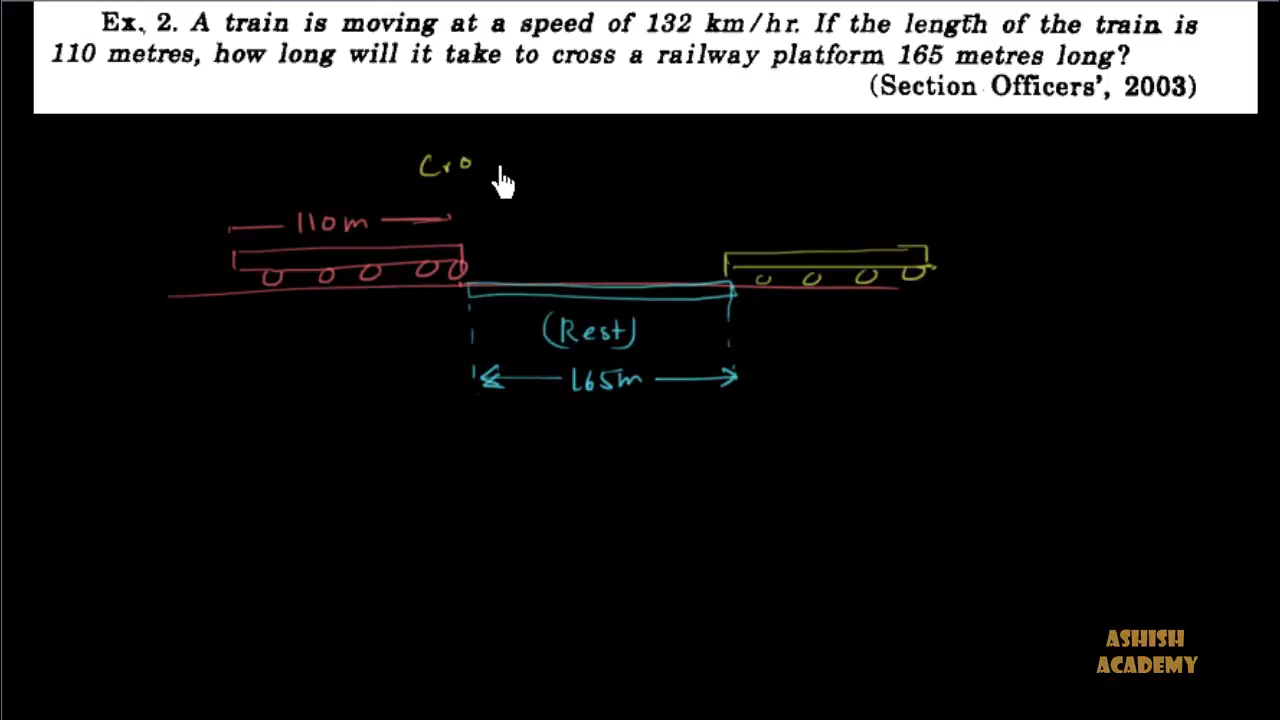 Ex. 2. A train is moving at a speed of 132 km/hr. If the length of the train is
110 metres, how long will it take to cross a railway platform 165 metres long?
(Section Officers', 2003)
Cro
110m
(Rest)
165m
ASHISH
ACADEMY